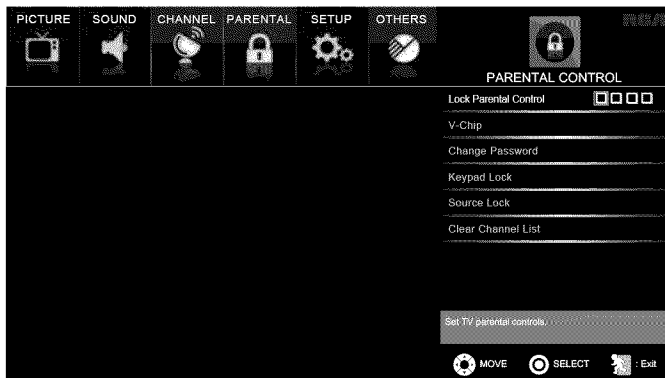 PICTURE SOUND CHANNEL PARENTAL SETUP OTHERS
RCA
PARENTAL CONTROL
Lock Parental Control
V-Chip
Change Password
Keypad Lock
Source Lock
Clear Channel List
Set TV parental controls.
MOVE SELECT : Exit